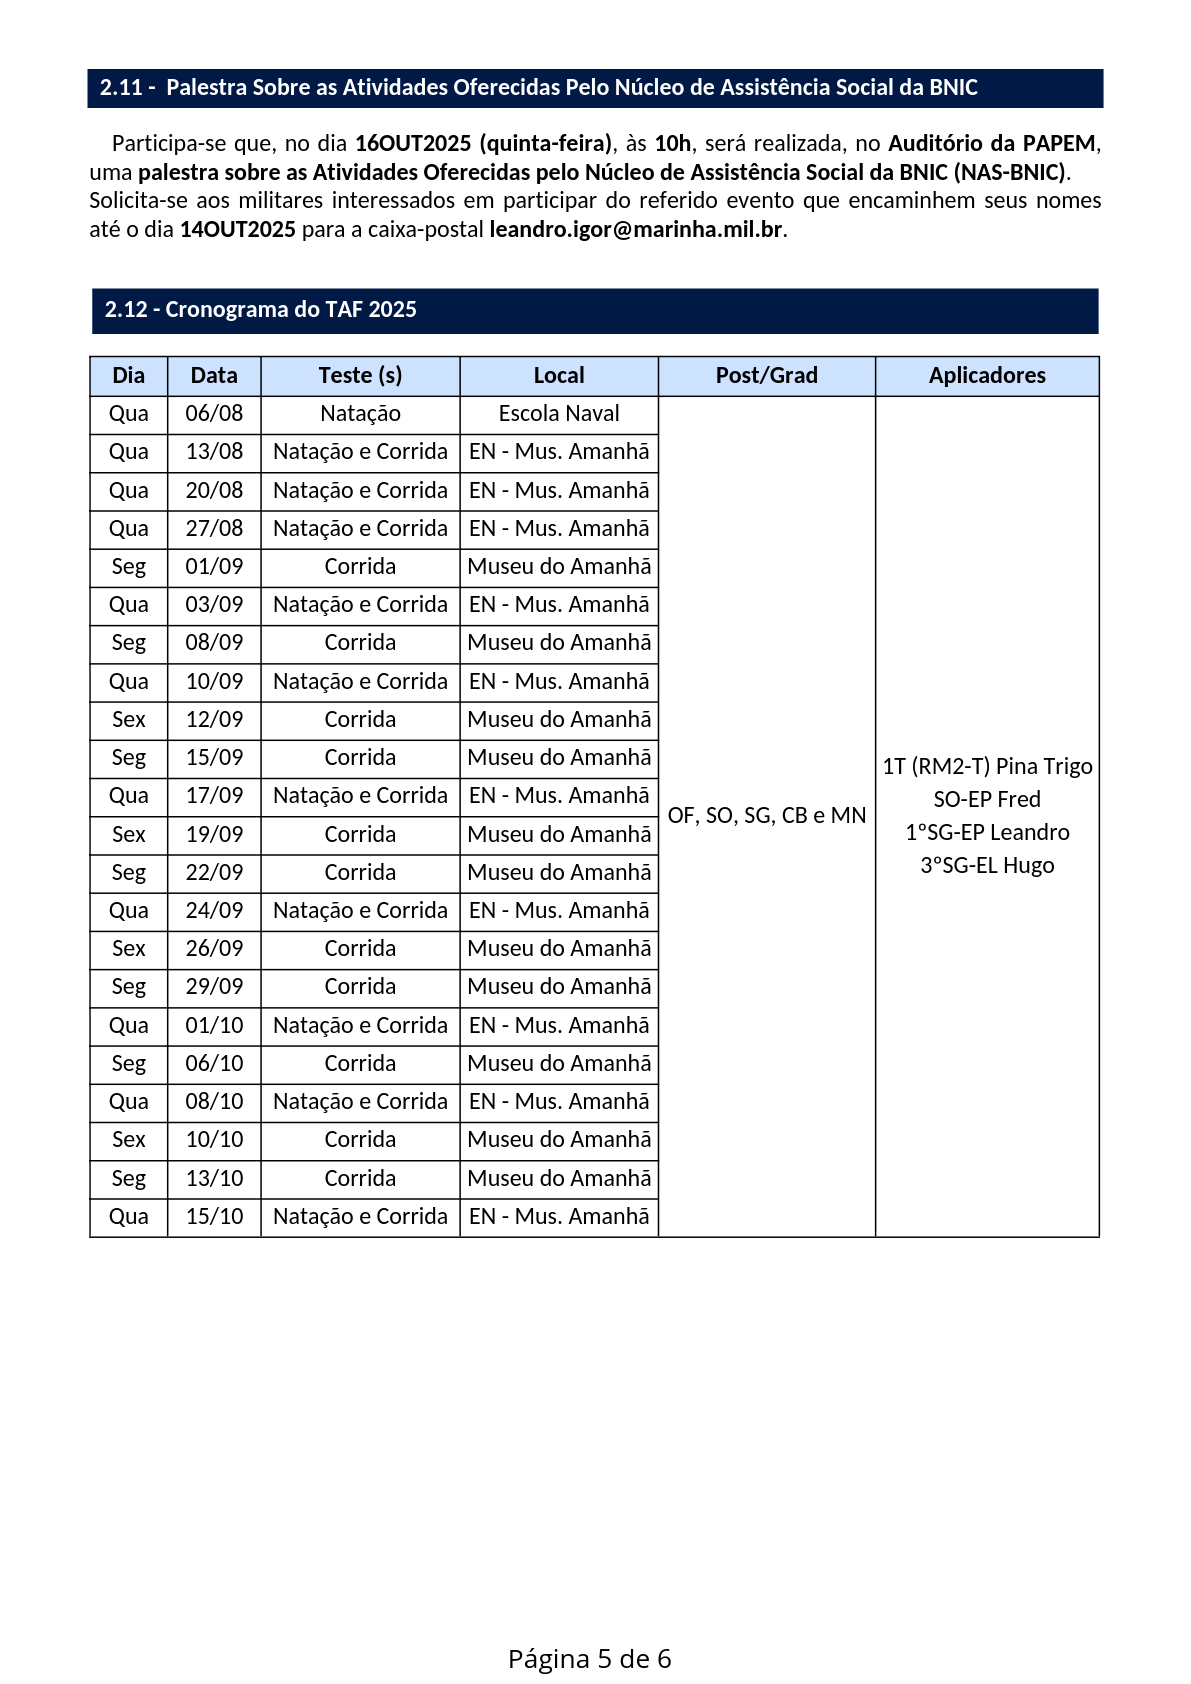 2.11 - Palestra Sobre as Atividades Oferecidas Pelo Núcleo de Assistência Social da BNIC
Participa-se que, no dia 16OUT2025 (quinta-feira), às 10h, será realizada, no Auditório da PAPEM,
uma palestra sobre as Atividades Oferecidas pelo Núcleo de Assistência Social da BNIC (NAS-BNIC).
Solicita-se aos militares interessados em participar do referido evento que encaminhem seus nomes
até o dia 14OUT2025 para a caixa-postal leandro.igor@marinha.mil.br.
2.12 - Cronograma do TAF 2025
Dia Data Teste (s) Local Post/Grad Aplicadores
Qua 06/08 Natação Escola Naval
Qua 13/08 Natação e Corrida EN - Mus. Amanhã
Qua 20/08 Natação e Corrida EN - Mus. Amanhã
Qua 27/08 Natação e Corrida EN - Mus. Amanhã
Seg 01/09 Corrida Museu do Amanhã
Qua 03/09 Natação e Corrida EN - Mus. Amanhã
Seg 08/09 Corrida Museu do Amanhã
Qua 10/09 Natação e Corrida EN - Mus. Amanhã
Sex 12/09 Corrida Museu do Amanhã
Seg 15/09 Corrida Museu do Amanhã
Qua 17/09 Natação e Corrida EN - Mus. Amanhã
Sex 19/09 Corrida Museu do Amanhã
Seg 22/09 Corrida Museu do Amanhã
Qua 24/09 Natação e Corrida EN - Mus. Amanhã
Sex 26/09 Corrida Museu do Amanhã
Seg 29/09 Corrida Museu do Amanhã
Qua 01/10 Natação e Corrida EN - Mus. Amanhã
Seg 06/10 Corrida Museu do Amanhã
Qua 08/10 Natação e Corrida EN - Mus. Amanhã
Sex 10/10 Corrida Museu do Amanhã
Seg 13/10 Corrida Museu do Amanhã
Qua 15/10 Natação e Corrida EN - Mus. Amanhã
OF, SO, SG, CB e MN
1T (RM2-T) Pina Trigo
SO-EP Fred
1ºSG-EP Leandro
3ºSG-EL Hugo
Página 5 de 6